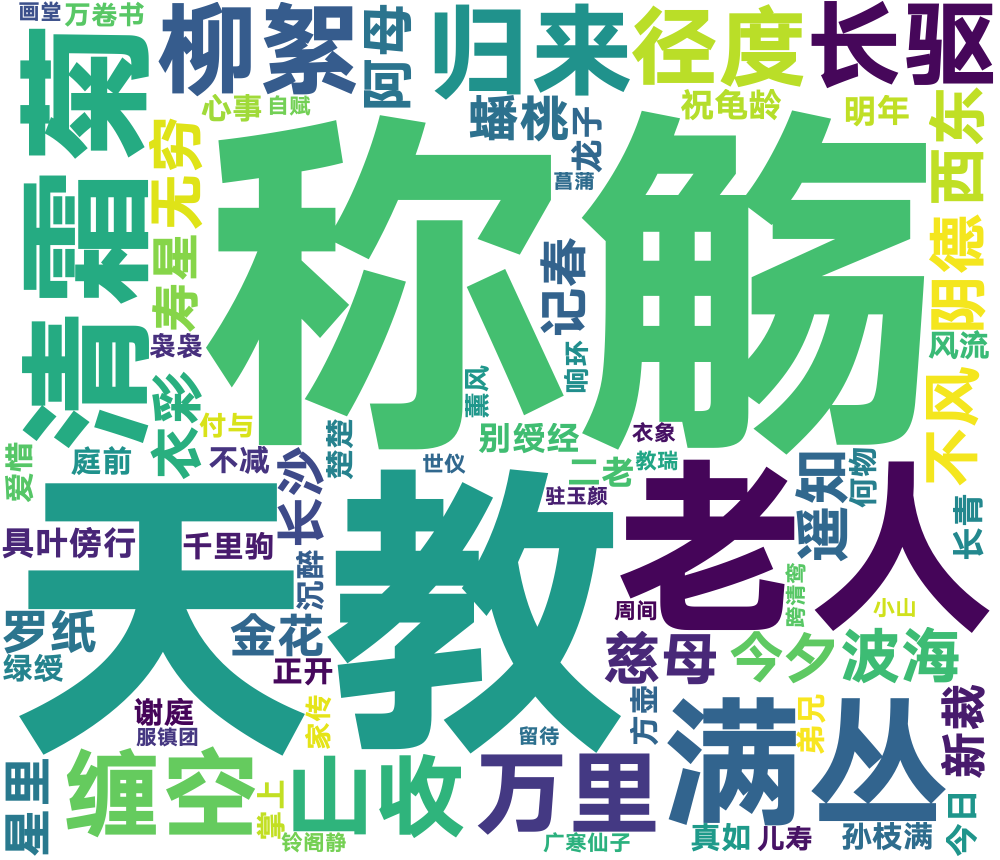 画堂
万卷书
柳絮
阿母
归来
径度
长驱
菊
心事
自赋
蟠桃
祝龟龄
明年
西东
无穷
称觞
龙子
菖蒲
清霜
寿星
记春
阴德
袅袅
响环
风流
衣彩
薰风
不风
付与
楚楚
别绶经
衣象
爱惜
庭前
不减
长沙
世仪
二老
教瑞
遥知
何物
天教
驻玉颜
老人
长青
具叶傍行
千里驹
沉醉
跨清鸾
周间
小山
罗纸
金花
慈母
今夕
波海
绿绶
正开
谢庭
服镇团
家传
留待
方壶
满丛
弟兄
新栽
星里
缠空
掌上
山收
万里
铃阁静
广寒仙子
真如
儿寿
孙枝满
今日